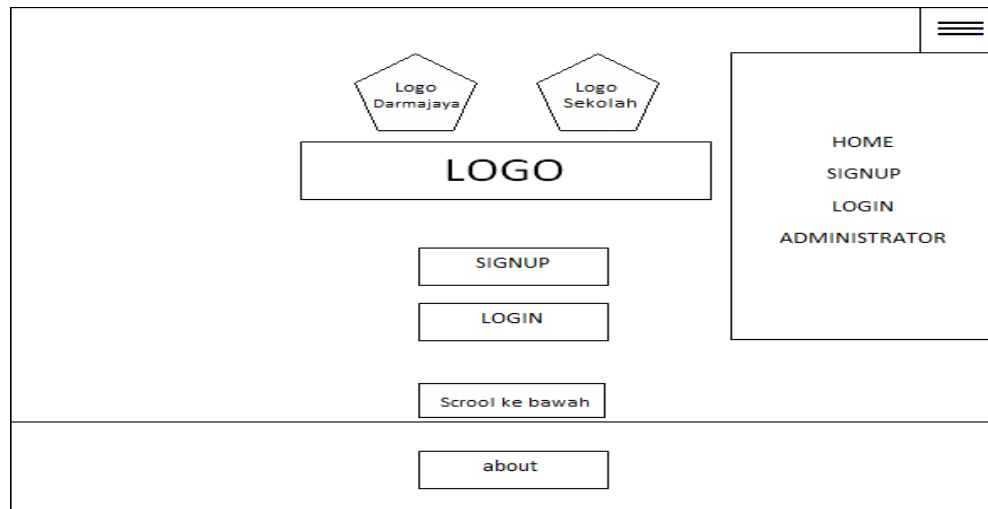 Logo
Darmajaya
Logo
Sekolah
LOGO
SIGNUP
LOGIN
Scrool ke bawah
about
HOME
SIGNUP
LOGIN
ADMINISTRATOR